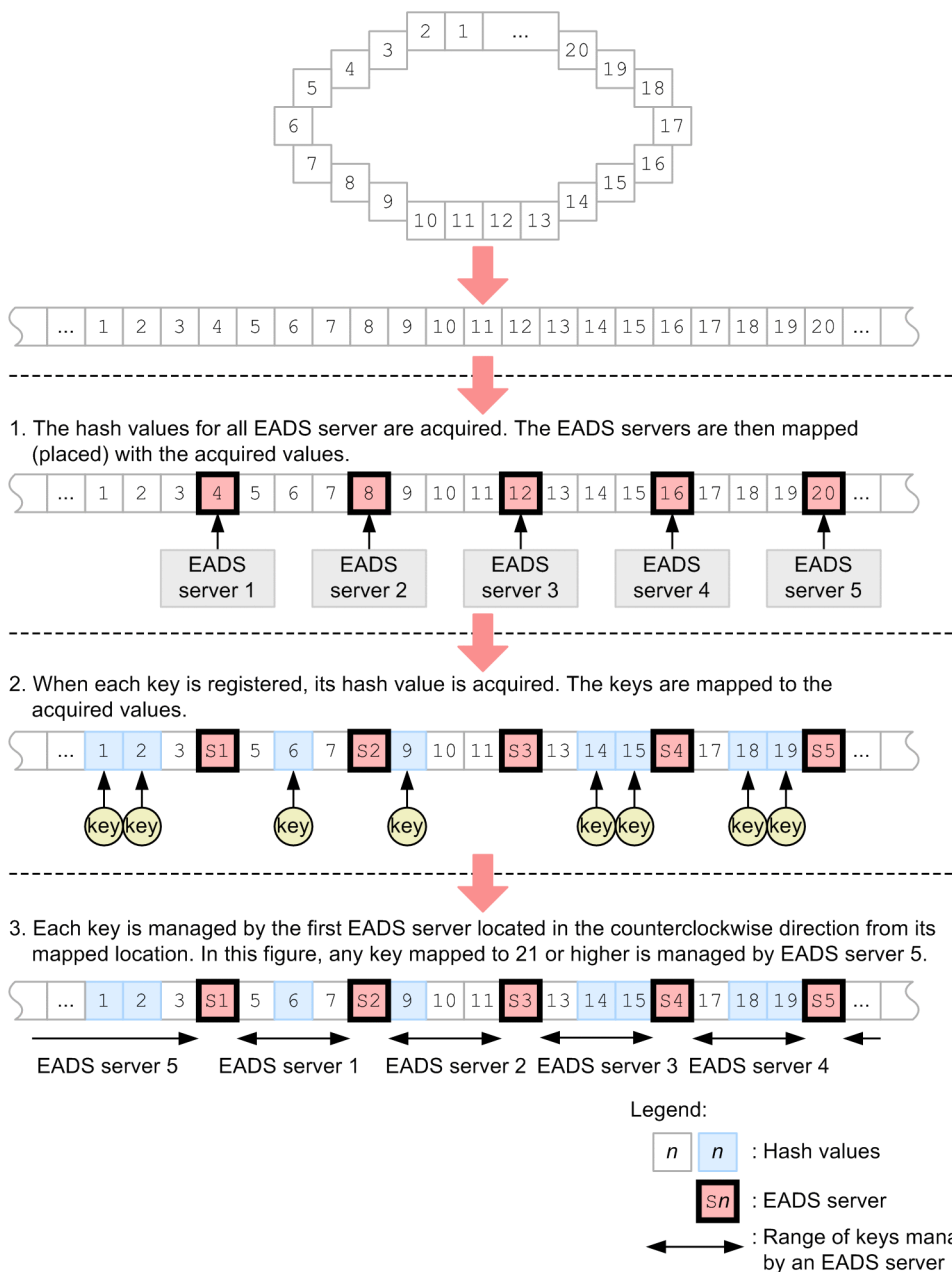 2 1 ...
3 20
4 19
5 18
6 17
7 16
8 15
9 14
10 11 12 13
... 1 2 3 4 5 6 7 8 9 10 11 12 13 14 15 16 17 18 19 20 ...
1. The hash values for all EADS server are acquired. The EADS servers are then mapped
(placed) with the acquired values.
... 1 2 3 4 5 6 7 8 9 10 11 12 13 14 15 16 17 18 19 20 ...
EADS server 1
EADS server 2
EADS server 3
EADS server 4
EADS server 5
2. When each key is registered, its hash value is acquired. The keys are mapped to the
acquired values.
... 1 2 3 S1 5 6 7 S2 9 10 11 S3 13 14 15 S4 17 18 19 S5 ...
key key key key key key key key
3. Each key is managed by the first EADS server located in the counterclockwise direction from its
mapped location. In this figure, any key mapped to 21 or higher is managed by EADS server 5.
... 1 2 3 S1 5 6 7 S2 9 10 11 S3 13 14 15 S4 17 18 19 S5 ...
EADS server 5 EADS server 1 EADS server 2 EADS server 3 EADS server 4
Legend:
n n : Hash values
Sn : EADS server
: Range of keys mana
by an EADS server